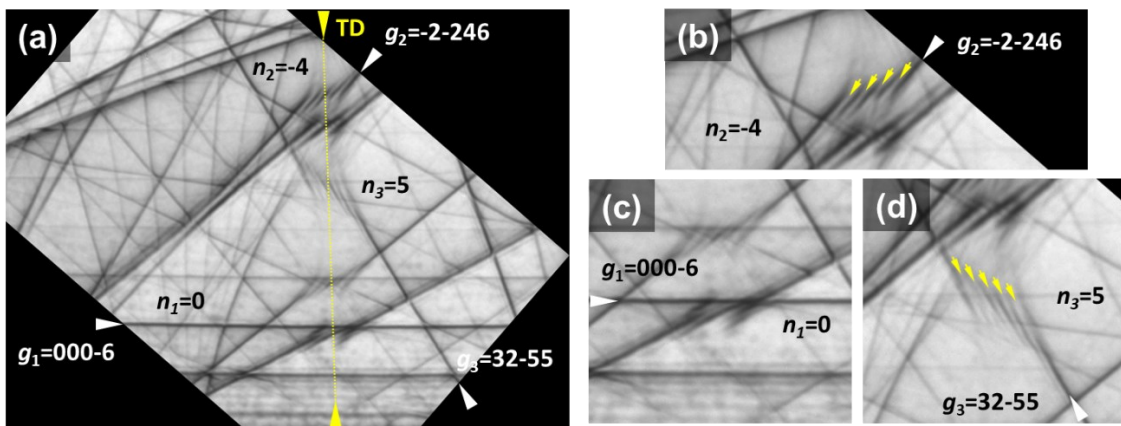 (a)
TD
g₂=-2-246
n₂=-4
n₃=5
n₁=0
g₁=000-6
g₃=32-55
(b)
g₂=-2-246
n₂=-4
(c)
g₁=000-6
n₁=0
(d)
n₃=5
g₃=32-55